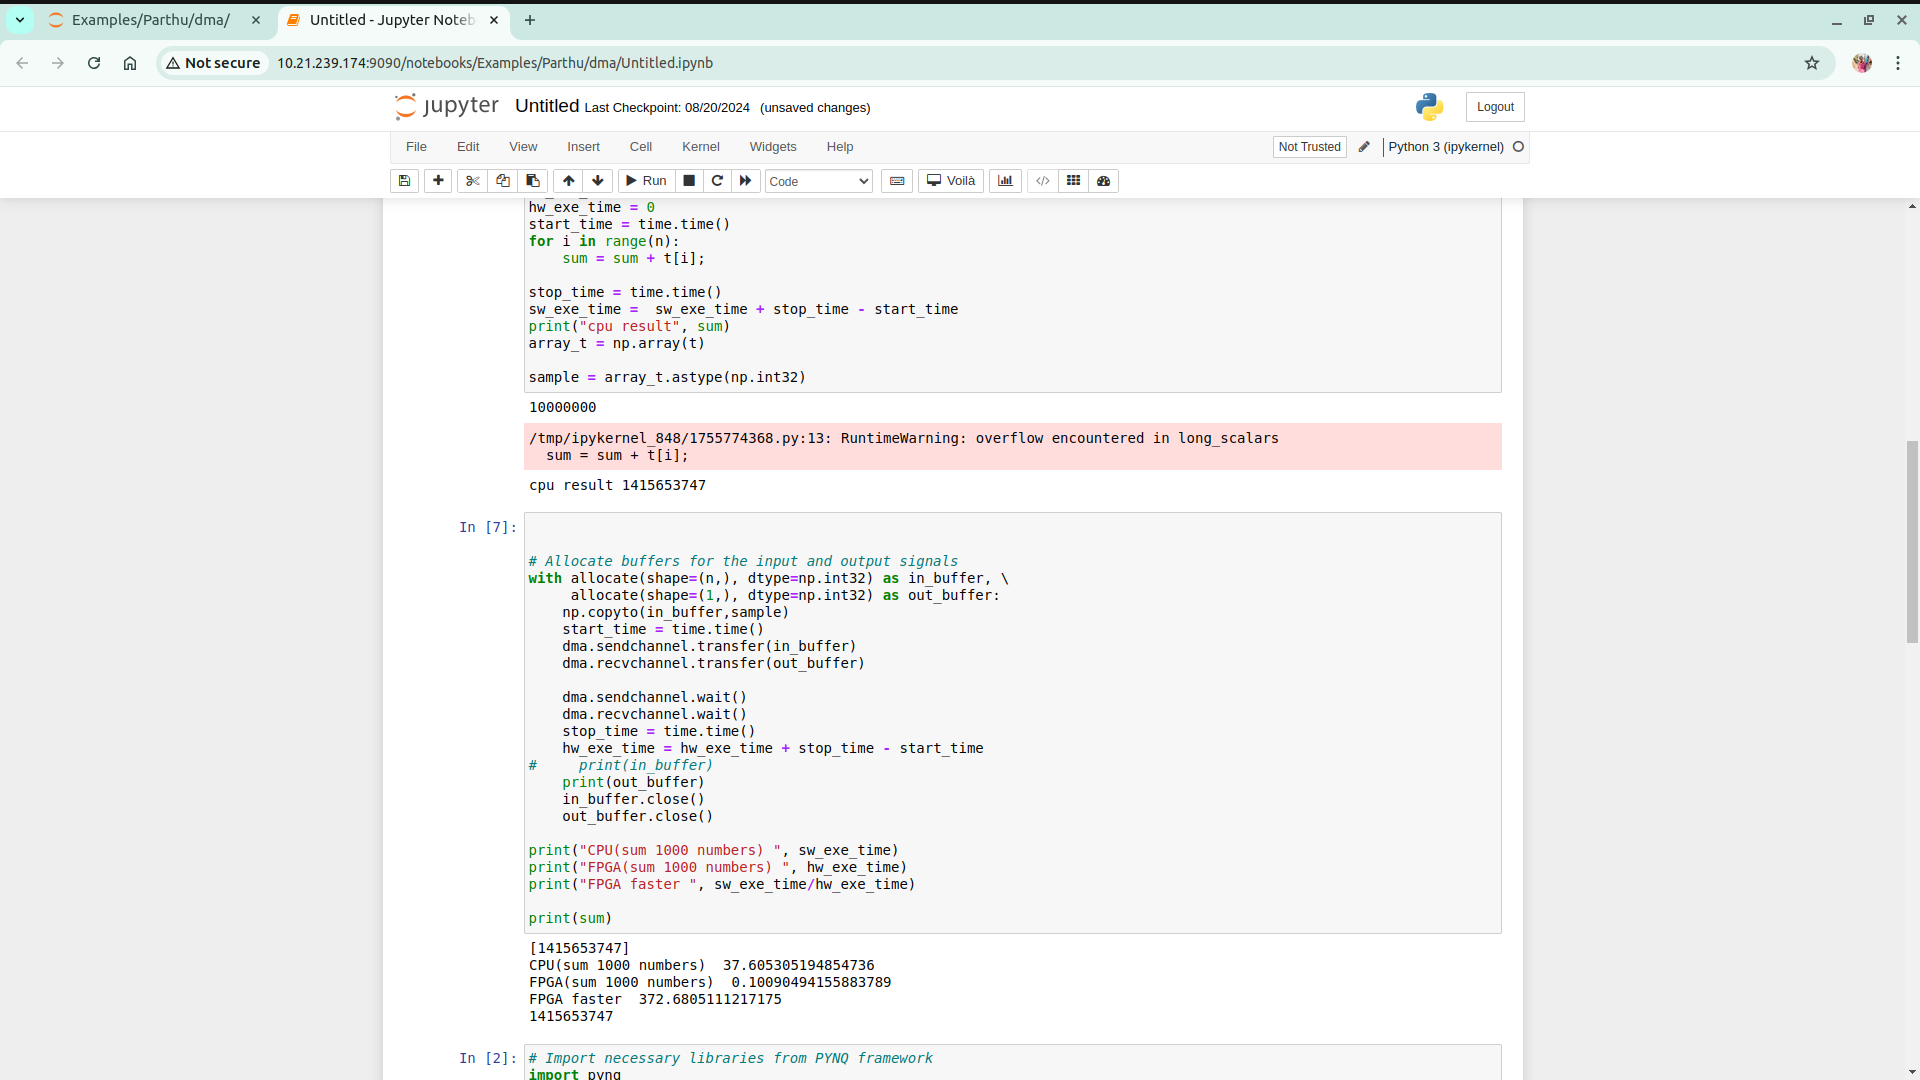 Examples/Parthu/dma/
Untitled - Jupyter Noteb
Not secure
10.21.239.174:9090/notebooks/Examples/Parthu/dma/Untitled.ipynb
jupyter
Untitled Last Checkpoint: 08/20/2024 (unsaved changes)
Logout
File Edit View Insert Cell Kernel Widgets Help
Not Trusted
Python 3 (ipykernel)
Run
Code
Voilà
hw_exe_time = 0
start_time = time.time()
for i in range(n):
    sum = sum + t[i];
stop_time = time.time()
sw_exe_time =  sw_exe_time + stop_time - start_time
print("cpu result", sum)
array_t = np.array(t)
sample = array_t.astype(np.int32)
10000000
/tmp/ipykernel_848/1755774368.py:13: RuntimeWarning: overflow encountered in long_scalars
  sum = sum + t[i];
cpu result 1415653747
In [7]:
# Allocate buffers for the input and output signals
with allocate(shape=(n,), dtype=np.int32) as in_buffer, \
     allocate(shape=(1,), dtype=np.int32) as out_buffer:
    np.copyto(in_buffer,sample)
    start_time = time.time()
    dma.sendchannel.transfer(in_buffer)
    dma.recvchannel.transfer(out_buffer)
    dma.sendchannel.wait()
    dma.recvchannel.wait()
    stop_time = time.time()
    hw_exe_time = hw_exe_time + stop_time - start_time
#     print(in_buffer)
    print(out_buffer)
    in_buffer.close()
    out_buffer.close()
print("CPU(sum 1000 numbers) ", sw_exe_time)
print("FPGA(sum 1000 numbers) ", hw_exe_time)
print("FPGA faster ", sw_exe_time/hw_exe_time)
print(sum)
[1415653747]
CPU(sum 1000 numbers)  37.605305194854736
FPGA(sum 1000 numbers)  0.10090494155883789
FPGA faster  372.6805111217175
1415653747
In [2]:
# Import necessary libraries from PYNQ framework
import pynq